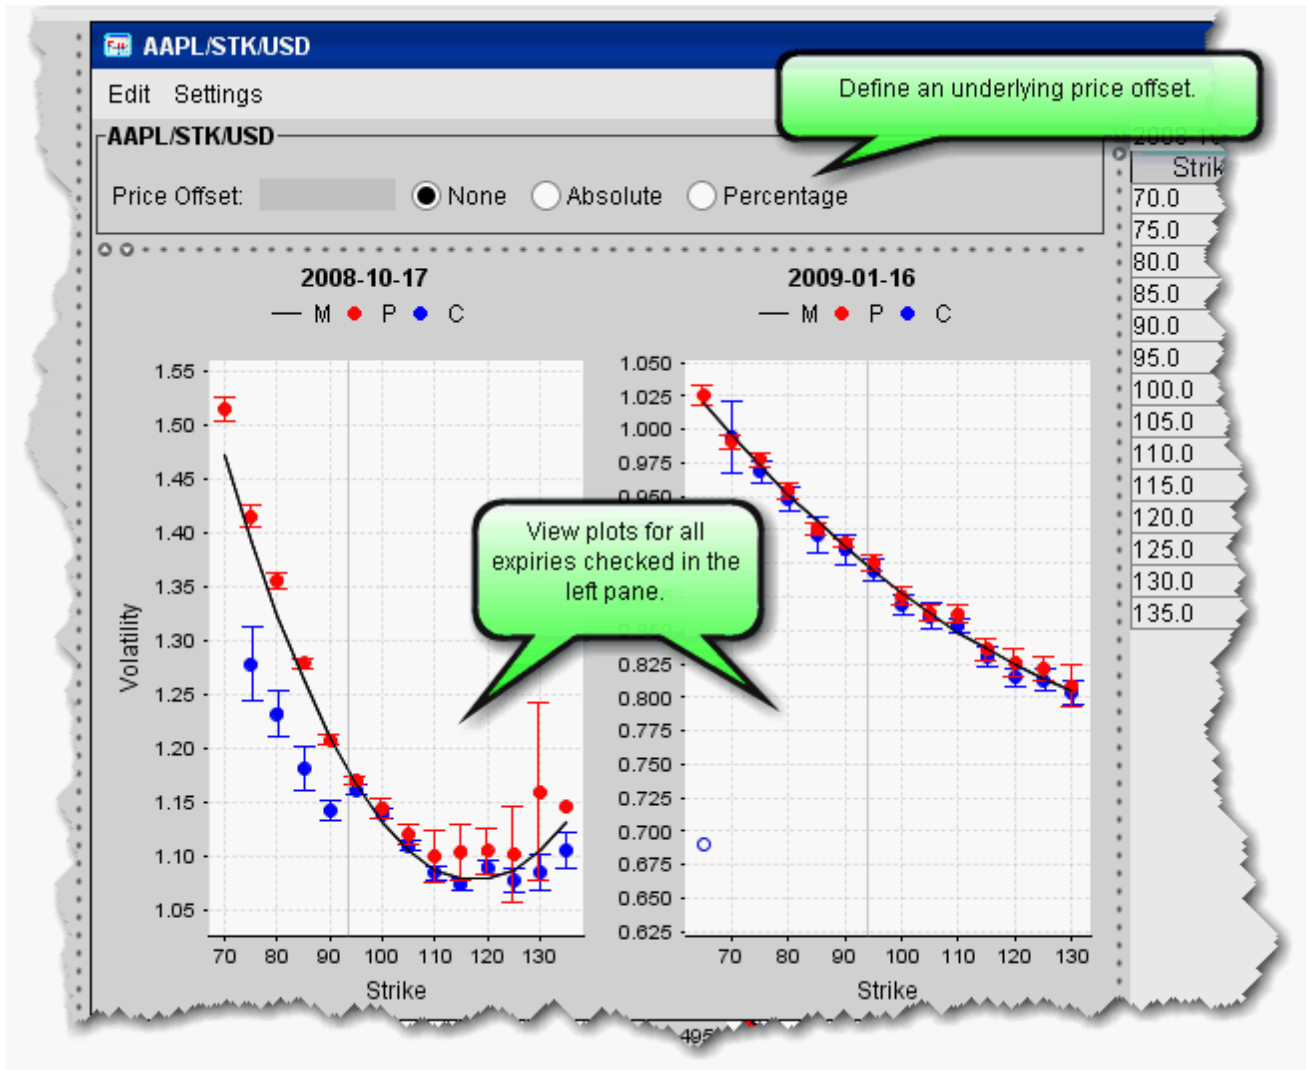 AAPL/STK/USD
Edit Settings
Define an underlying price offset.
AAPL/STK/USD
Price Offset: None Absolute Percentage
2008-10-17
M P C
Volatility
1.55
1.50
1.45
1.40
1.35
1.30
1.25
1.20
1.15
1.10
1.05
70 80 90 100 110 120 130
Strike
View plots for all
expiries checked in the
left pane.
2009-01-16
M P C
1.050
1.025
1.000
0.975
0.950
0.825
0.800
0.775
0.750
0.725
0.700
0.675
0.650
0.625
70 80 90 100 110 120 130
Strike
70.0
75.0
80.0
85.0
90.0
95.0
100.0
105.0
110.0
115.0
120.0
125.0
130.0
135.0